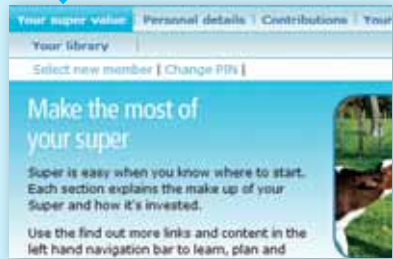 Your super value | Personal details | Contributions | Your
Your library |
Select new member | Change PIN |
Make the most of
your super
Super is easy when you know where to start.
Each section explains the make up of your
Super and how it's invested.
Use the find out more links and content in the
left hand navigation bar to learn, plan and